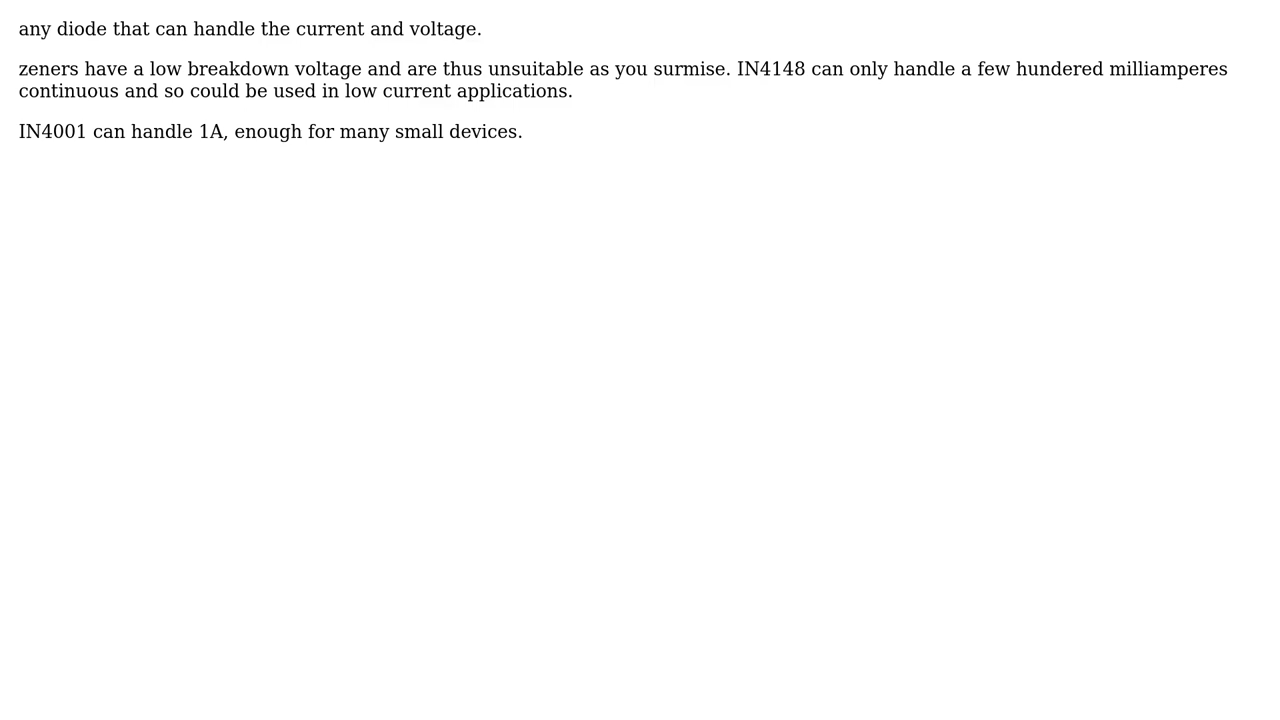 any diode that can handle the current and voltage.
zeners have a low breakdown voltage and are thus unsuitable as you surmise. IN4148 can only handle a few hundered milliamperes
continuous and so could be used in low current applications.
IN4001 can handle 1A, enough for many small devices.